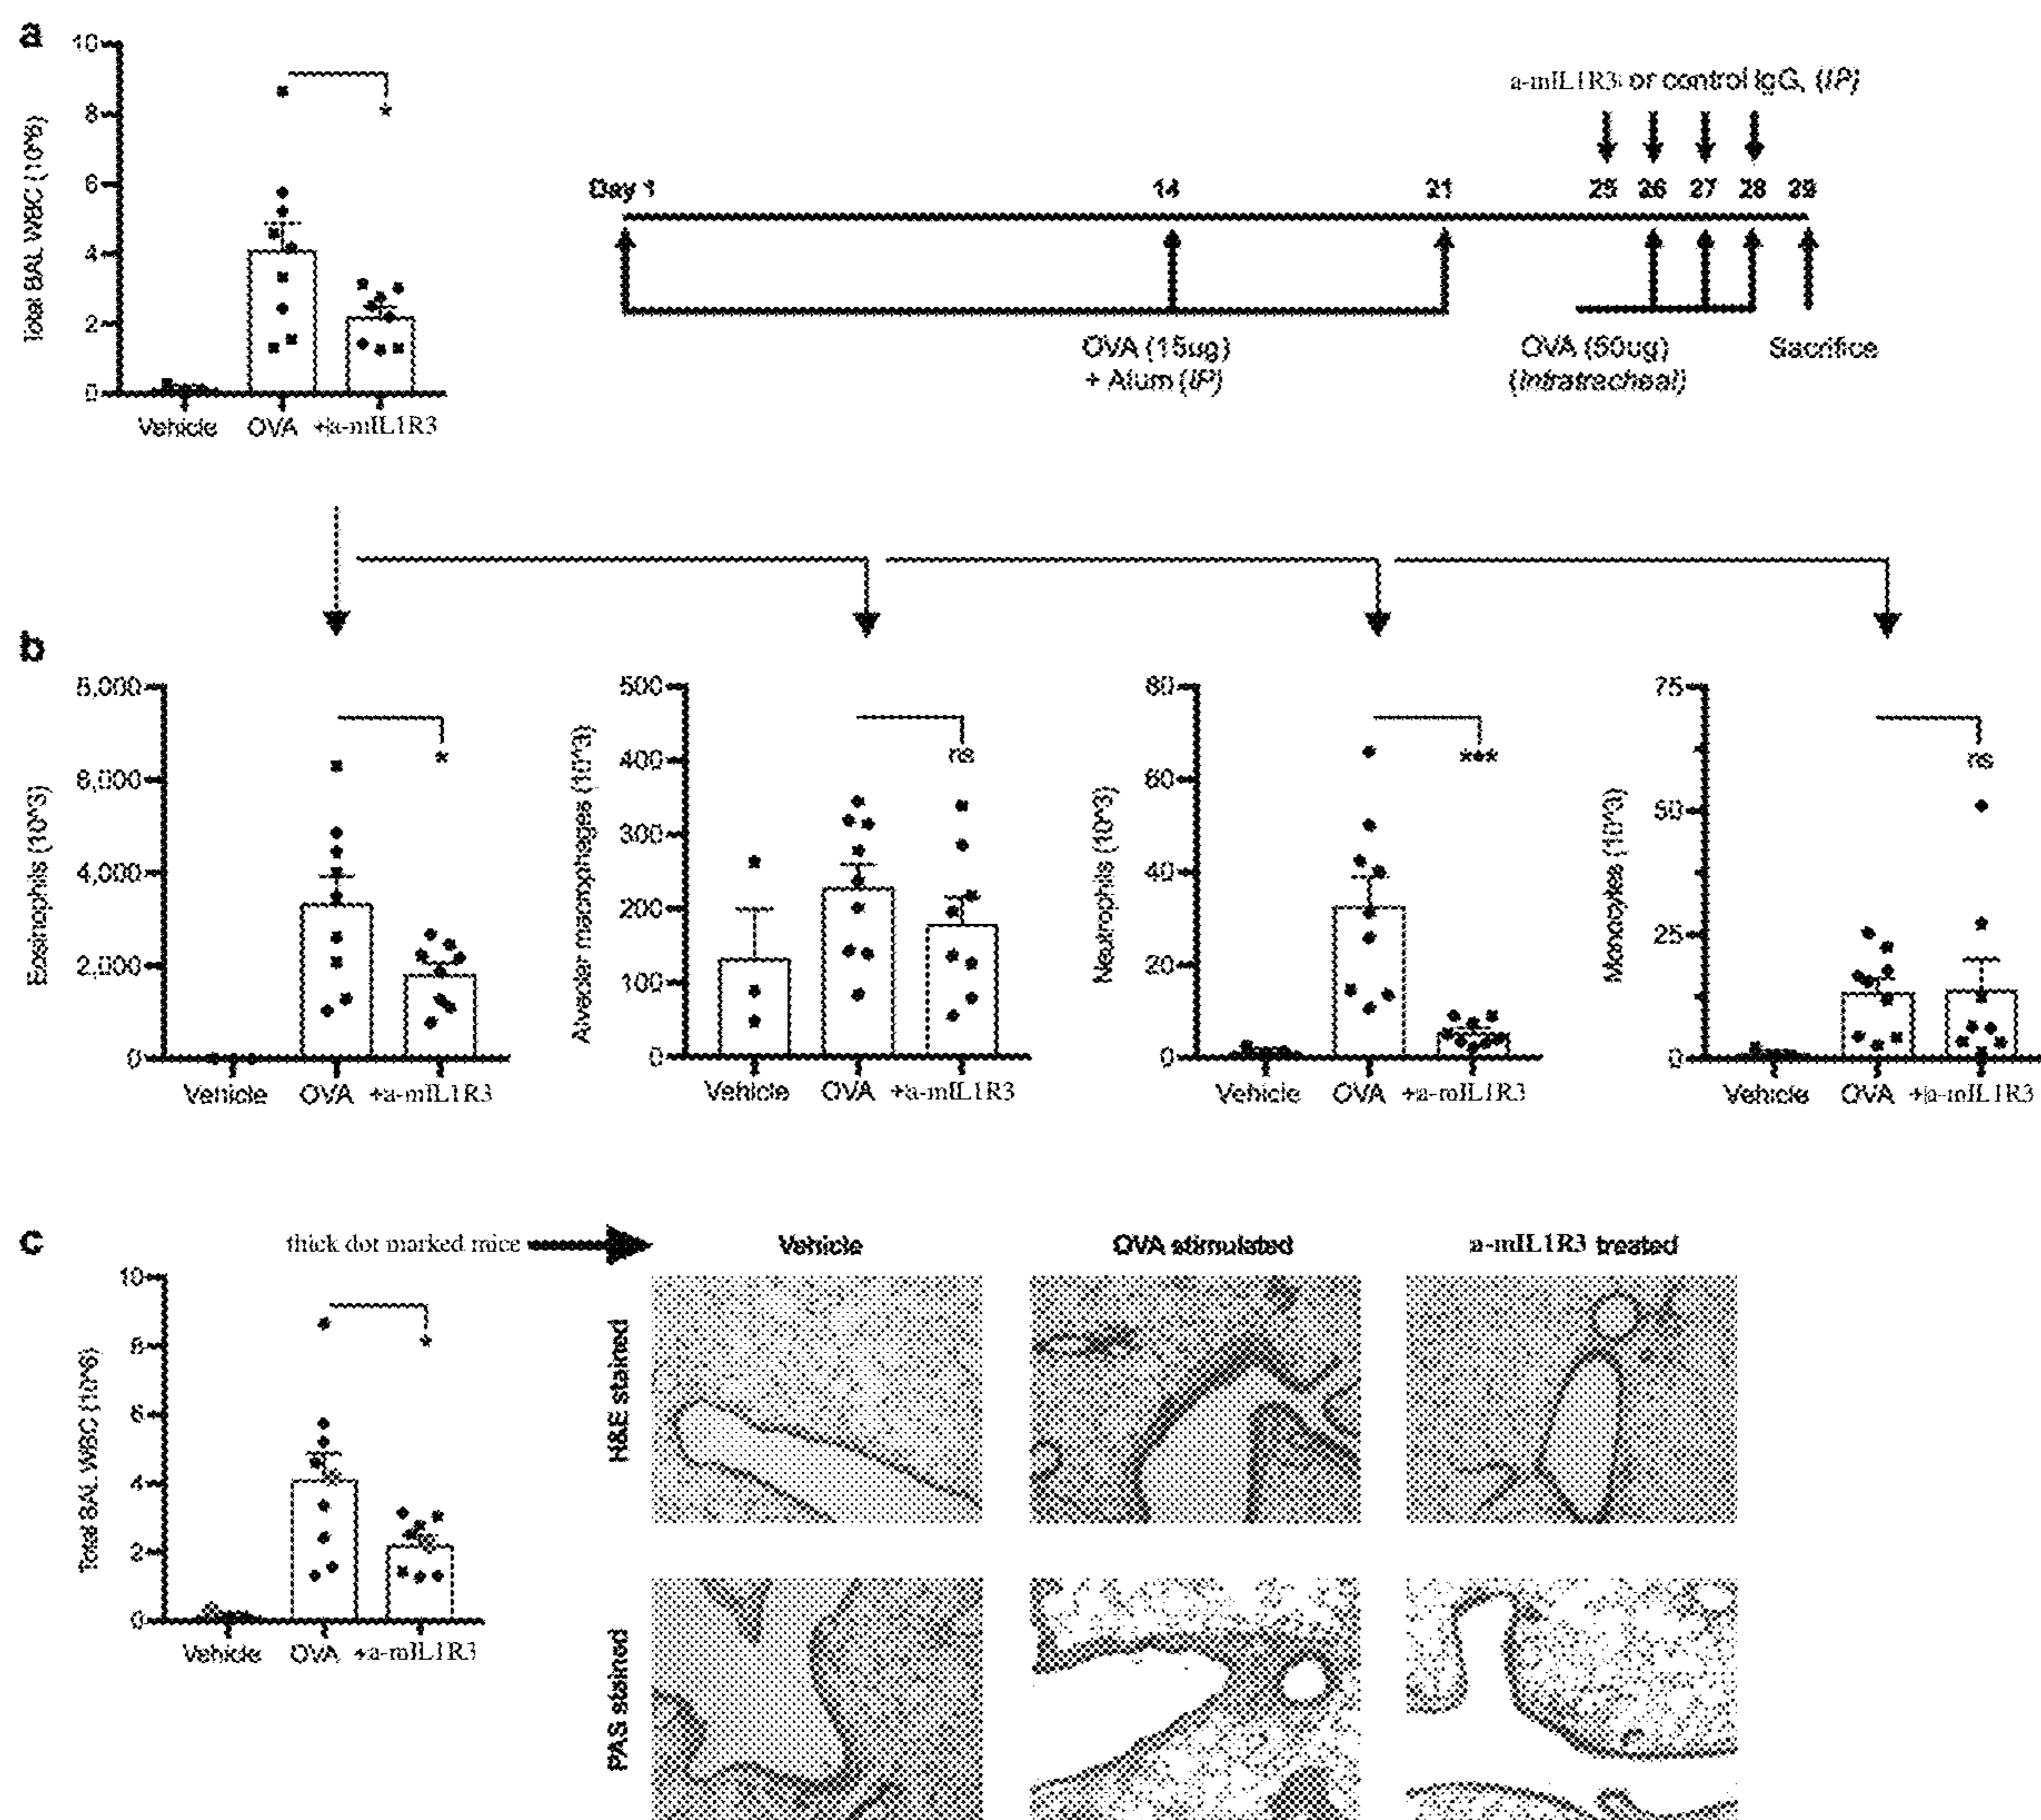 a
10
8
6
4
2
0
Total BAL WBC (10^6)
*
Vehicle OVA +a-mIL1R3
a-mIL1R3 or control IgG, (IP)
Day 1 14 21 25 26 27 28 29
OVA (15ug)
+ Alum (IP)
OVA (50ug)
(Intratracheal)
Sacrifice
b
8,000
6,000
4,000
2,000
0
Eosinophils (10^3)
*
Vehicle OVA +a-mIL1R3
500
400
300
200
100
0
Alveolar macrophages (10^3)
ns
Vehicle OVA +a-mIL1R3
80
60
40
20
0
Neutrophils (10^3)
***
Vehicle OVA +a-mIL1R3
75
50
25
0
Monocytes (10^3)
ns
Vehicle OVA +a-mIL1R3
c
10
8
6
4
2
0
Total BAL WBC (10^6)
*
Vehicle OVA +a-mIL1R3
thick dot marked mice
Vehicle
OVA stimulated
a-mIL1R3 treated
H&E stained
PAS stained